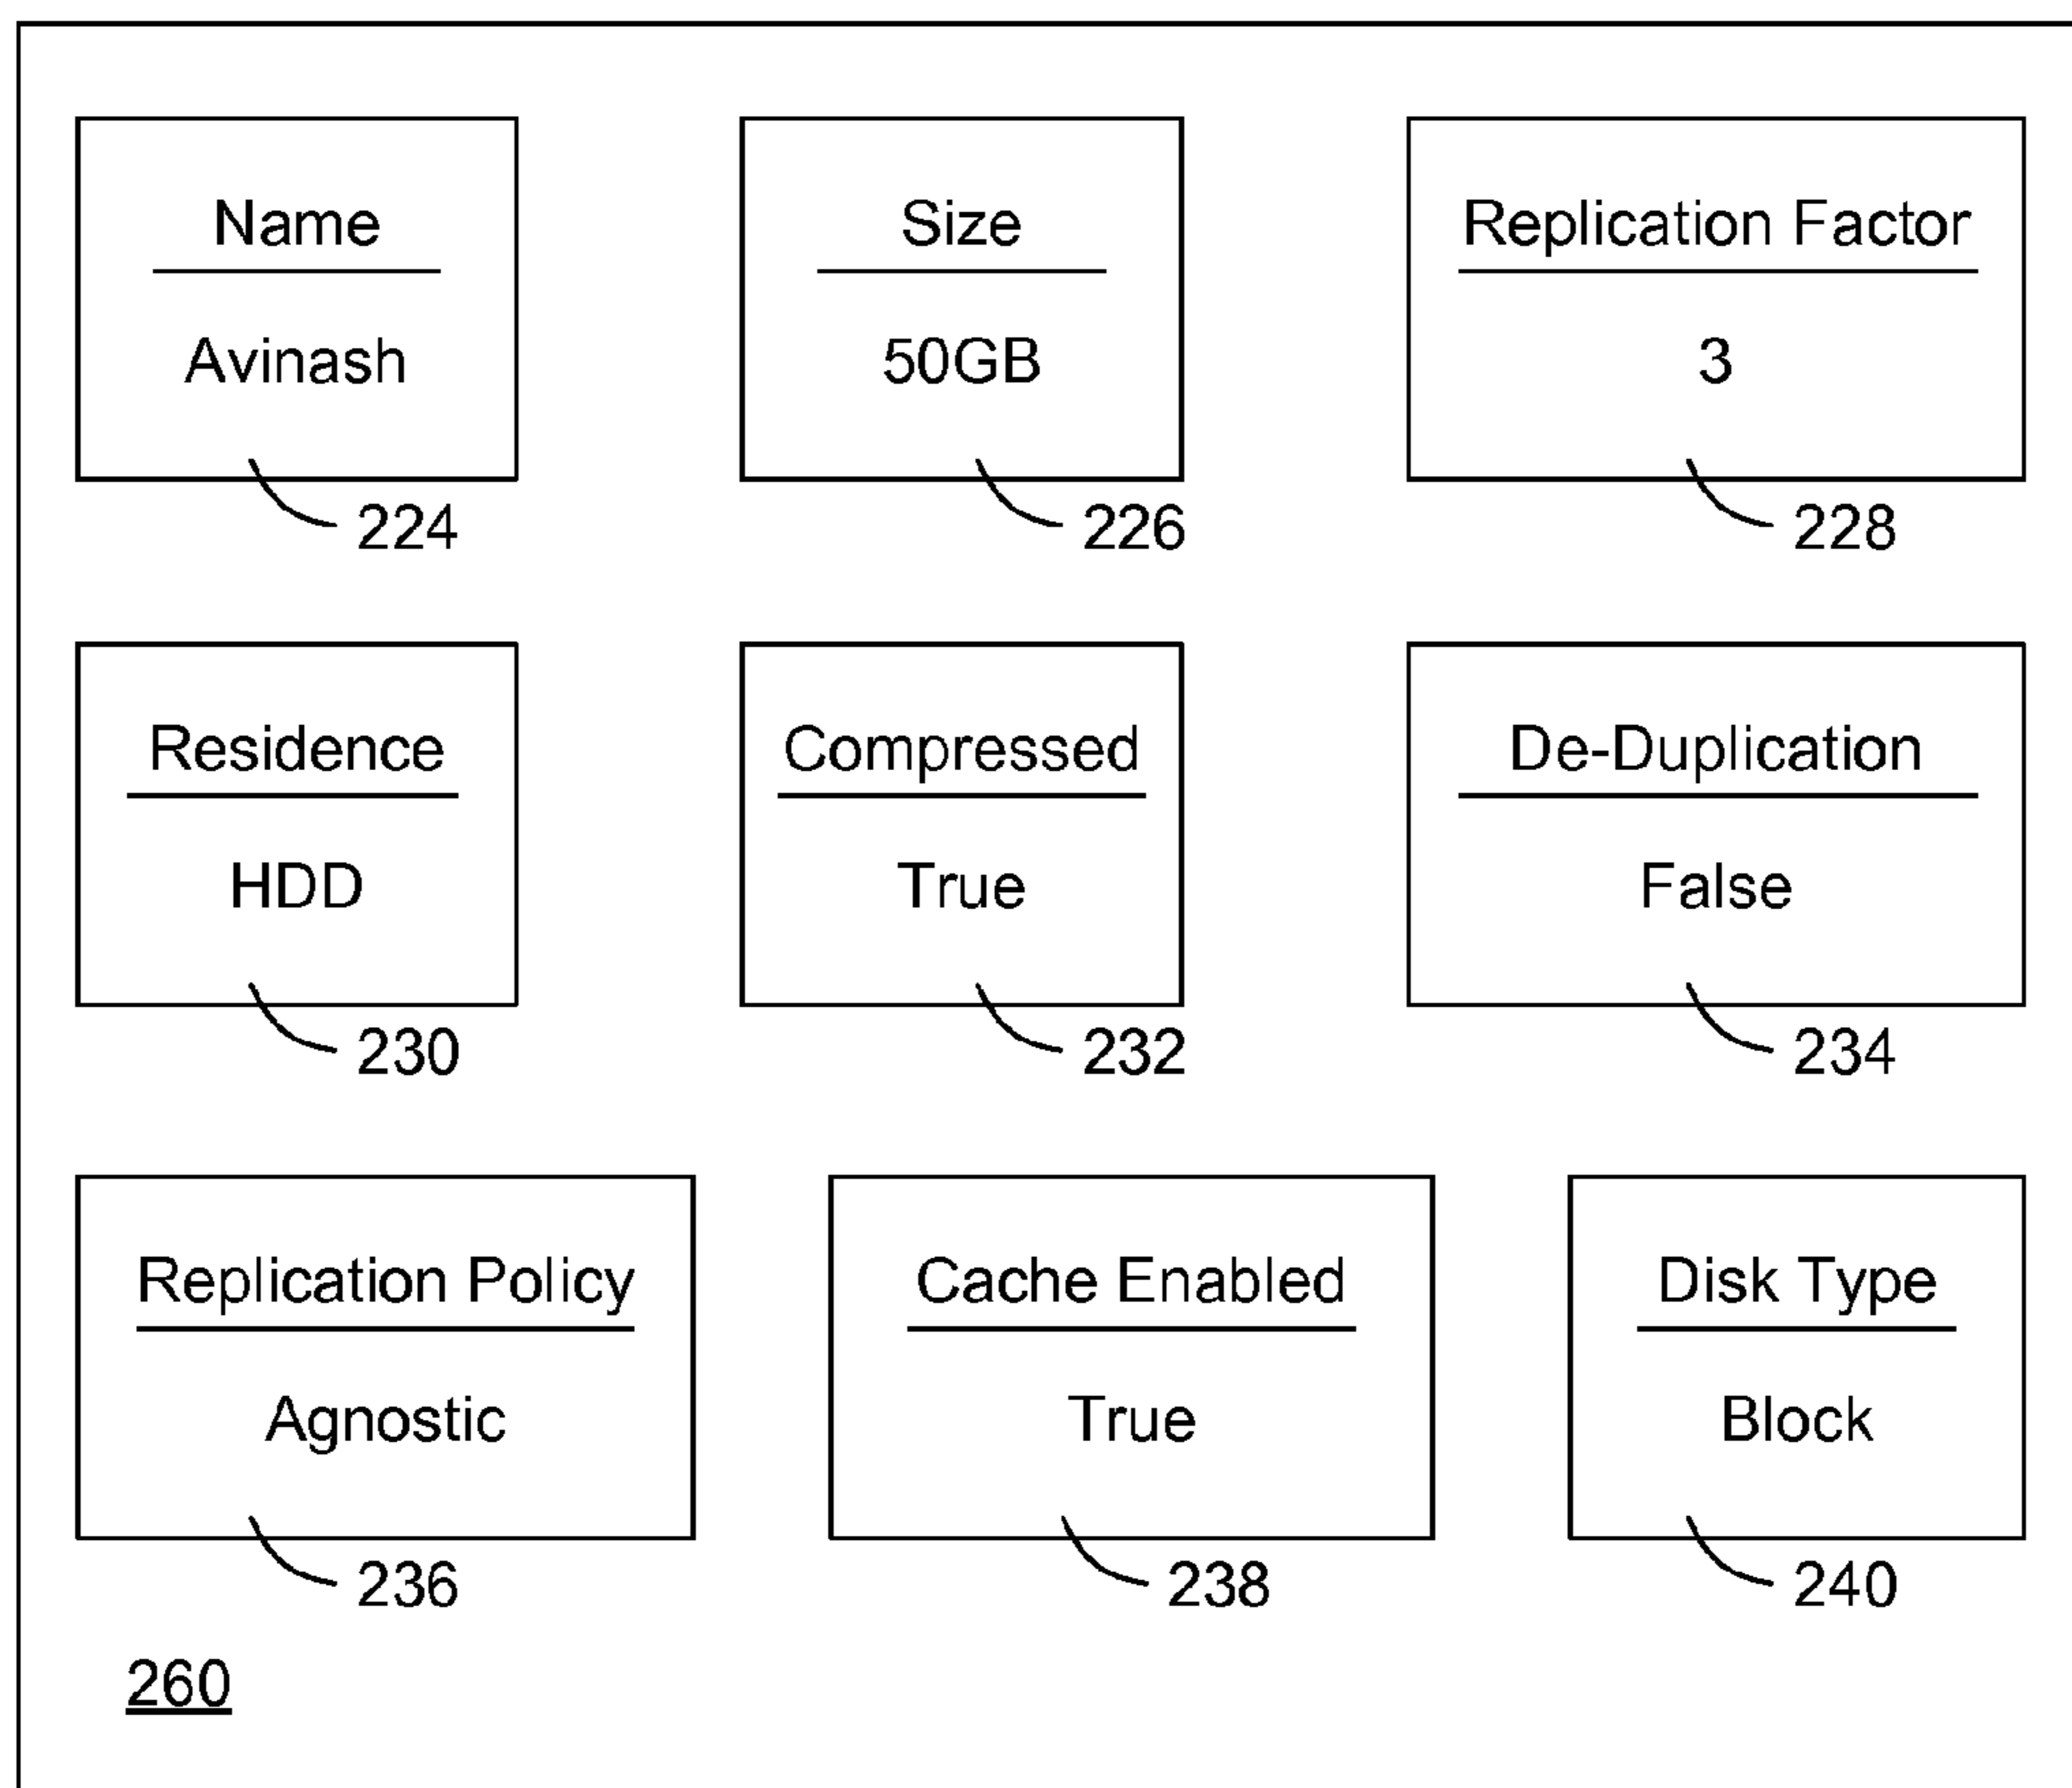 Name
Avinash
224
Size
50GB
226
Replication Factor
3
228
Residence
HDD
230
Compressed
True
232
De-Duplication
False
234
Replication Policy
Agnostic
236
Cache Enabled
True
238
Disk Type
Block
240
260